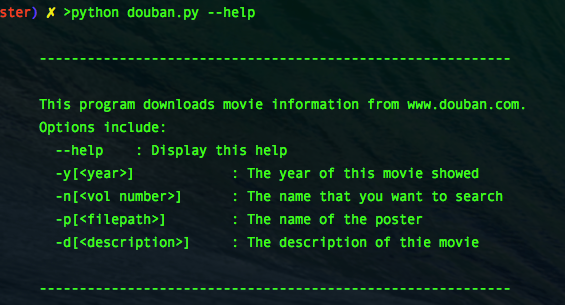 ster) ✗ >python douban.py --help
-----------------------------------------------------------
This program downloads movie information from www.douban.com.
Options include:
--help    : Display this help
-y[<year>]            : The year of this movie showed
-n[<vol number>]      : The name that you want to search
-p[<filepath>]        : The name of the poster
-d[<description>]     : The description of thie movie
-----------------------------------------------------------